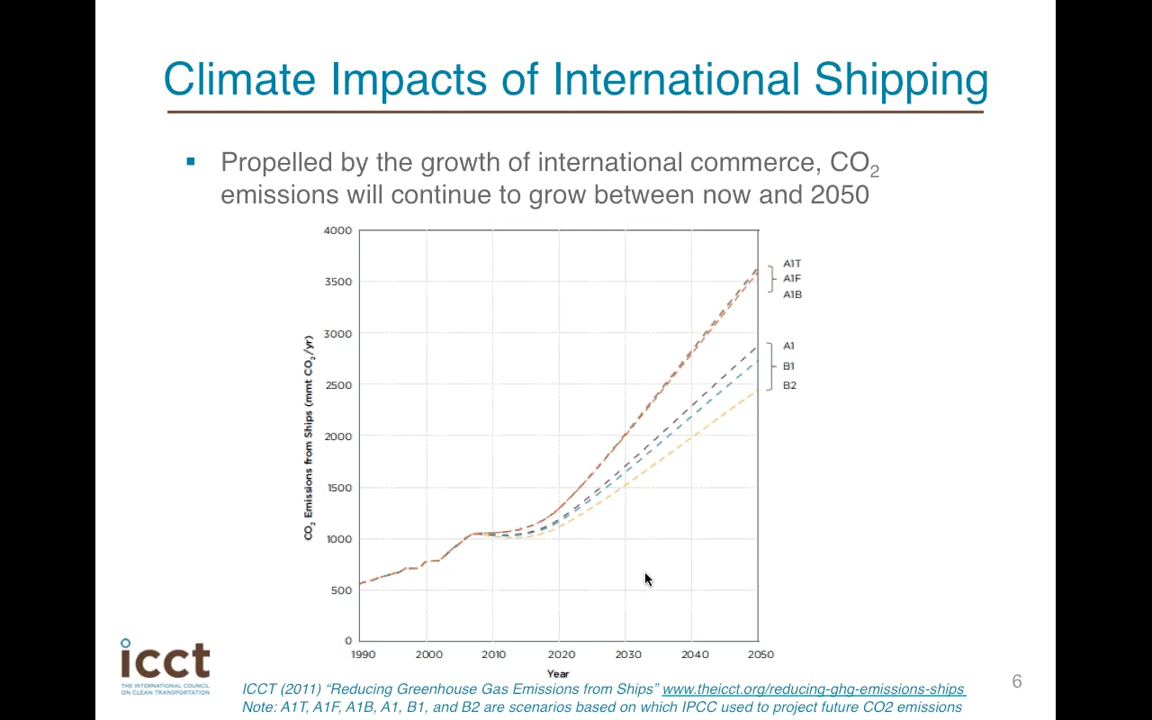 Climate Impacts of International Shipping
▪ Propelled by the growth of international commerce, CO₂
emissions will continue to grow between now and 2050
4000
3500
3000
2500
2000
1500
1000
500
0
CO₂ Emissions from Ships (mmt CO₂/yr)
A1T
A1F
A1B
A1
B1
B2
1990 2000 2010 2020 2030 2040 2050
Year
icct
THE INTERNATIONAL COUNCIL
ON CLEAN TRANSPORTATION
ICCT (2011) “Reducing Greenhouse Gas Emissions from Ships” www.theicct.org/reducing-ghg-emissions-ships
Note: A1T, A1F, A1B, A1, B1, and B2 are scenarios based on which IPCC used to project future CO2 emissions
6